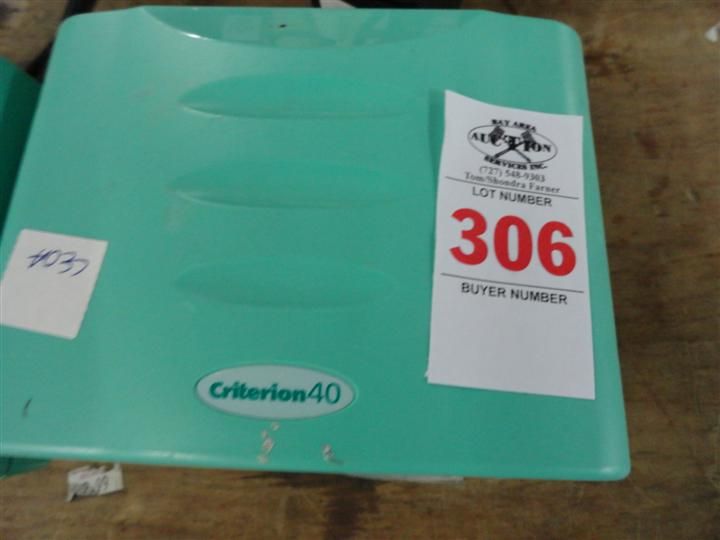 BAY AREA
AUCTION
SERVICES INC.
(727) 548-9303
Tom/Shondra Farner
LOT NUMBER
306
BUYER NUMBER
Criterion40